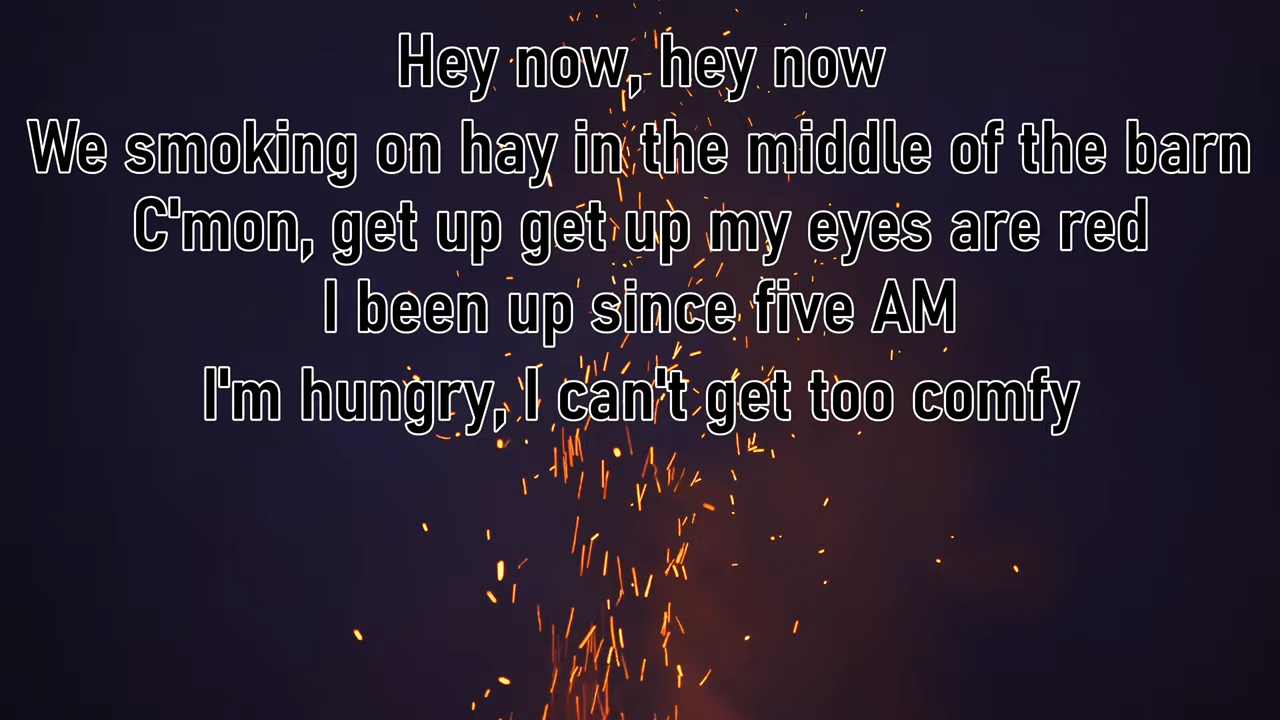 Hey now, hey now
We smoking on hay in the middle of the barn
C'mon, get up get up my eyes are red
I been up since five AM
I'm hungry, I can't get too comfy